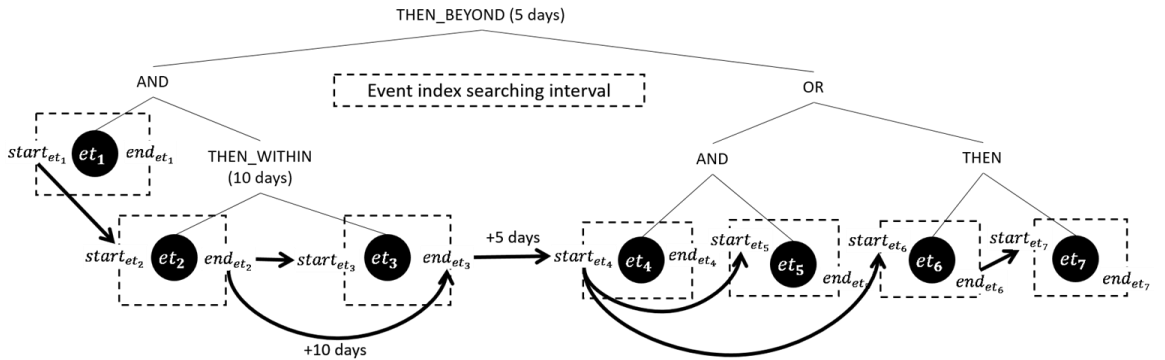 THEN_BEYOND (5 days)
AND
Event index searching interval
OR
start_et₁ et₁ end_et₁
THEN_WITHIN
(10 days)
AND
THEN
start_et₂ et₂ end_et₂
start_et₃ et₃ end_et₃
+5 days
start_et₄ et₄ end_et₄
start_et₅ et₅
start_et₆ et₆ end_et₆
start_et₇ et₇ end_et₇
+10 days